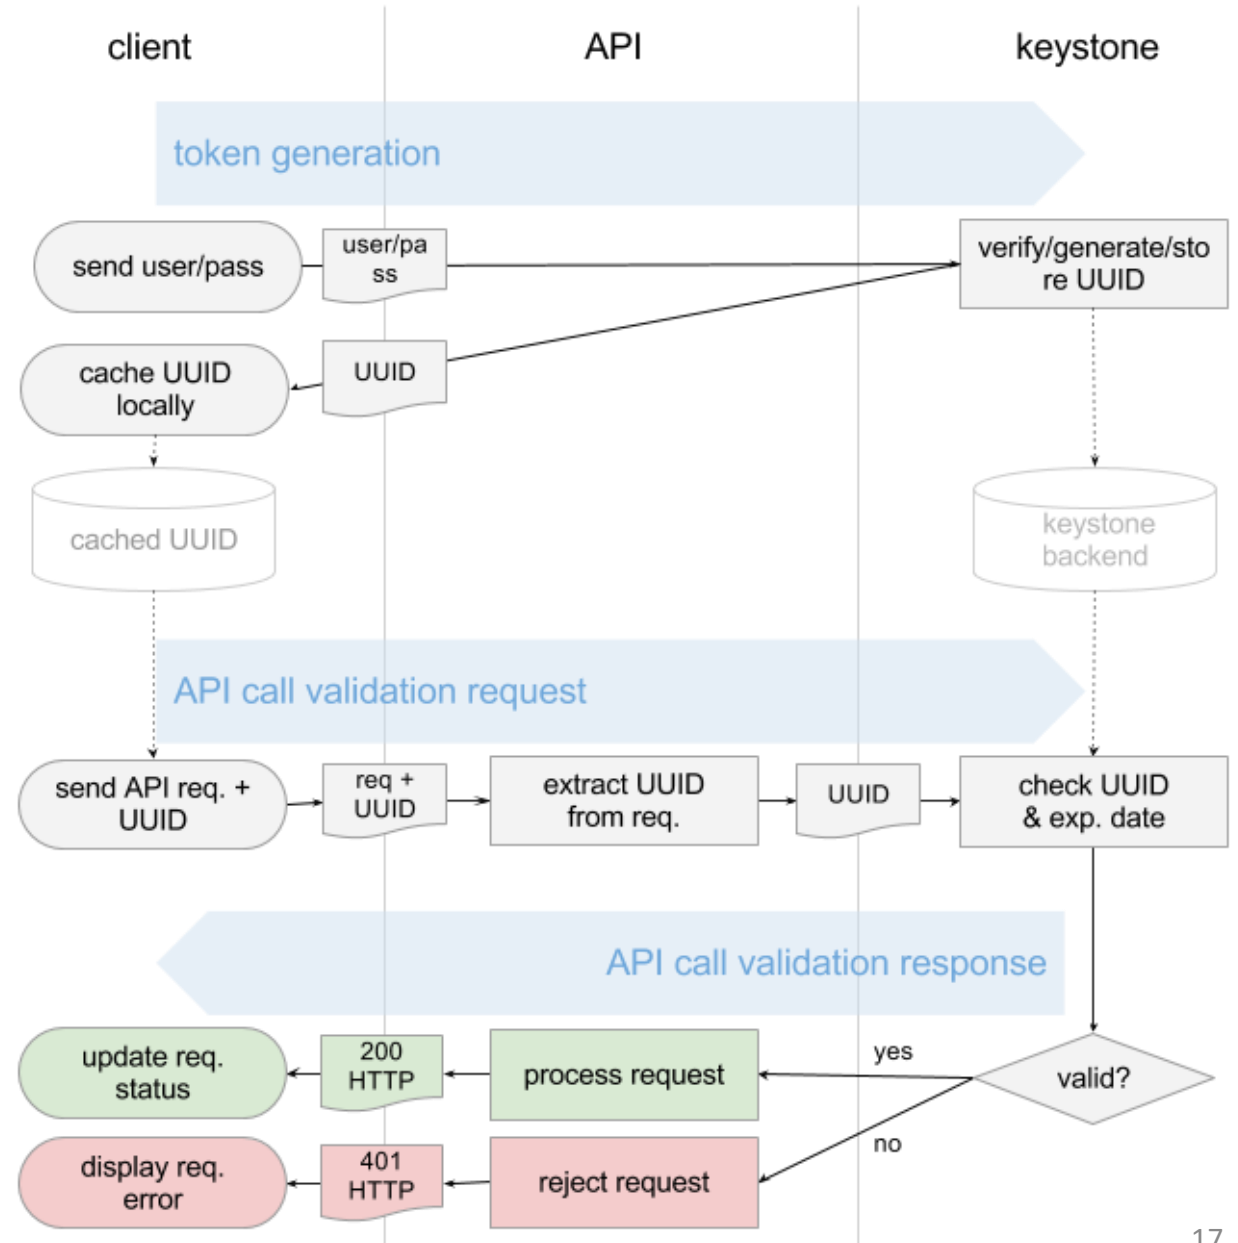 client
API
keystone
token generation
send user/pass
user/pa
ss
verify/generate/sto
re UUID
cache UUID
locally
UUID
cached UUID
keystone
backend
API call validation request
send API req. +
UUID
req +
UUID
extract UUID
from req.
UUID
check UUID
& exp. date
API call validation response
update req.
status
200
HTTP
process request
yes
valid?
no
display req.
error
401
HTTP
reject request
17